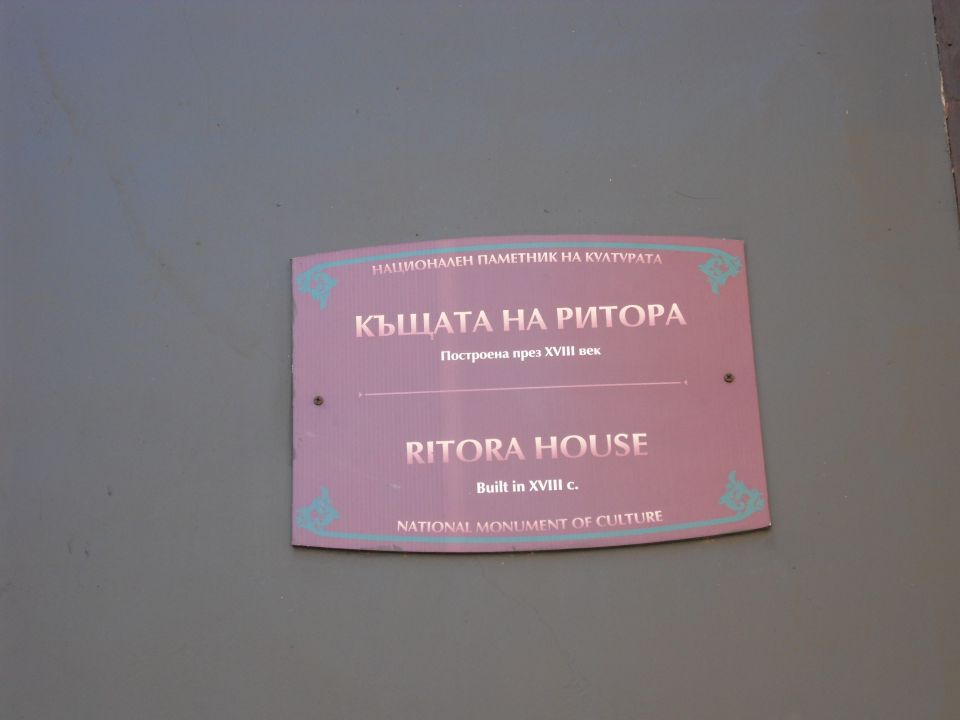 НАЦИОНАЛЕН ПАМЕТНИК НА КУЛТУРАТА
КЪЩАТА НА РИТОРА
Построена през XVIII век
RITORA HOUSE
Built in XVIII c.
NATIONAL MONUMENT OF CULTURE